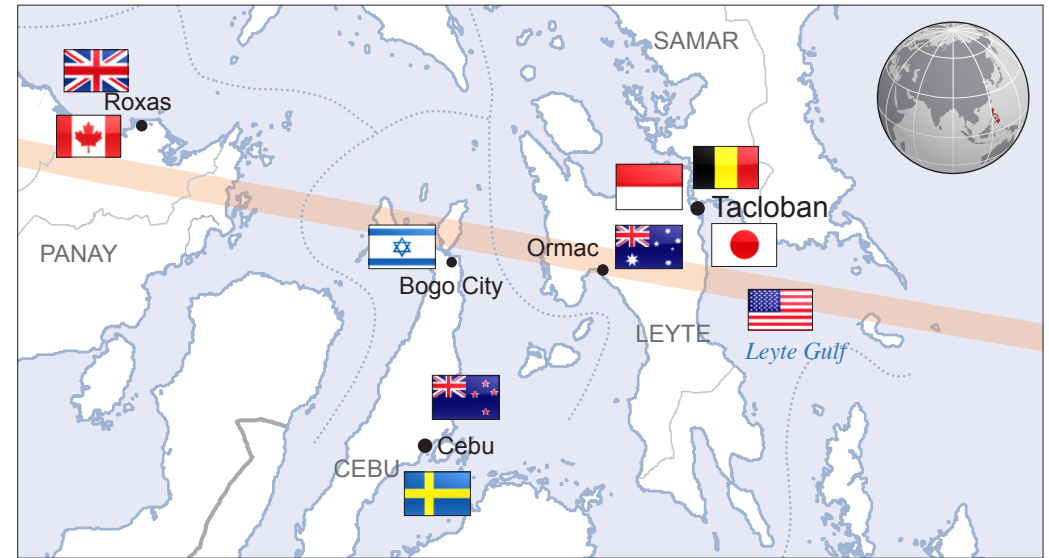 SAMAR
Roxas
Tacloban
PANAY
Ormac
Bogo City
LEYTE
Leyte Gulf
Cebu
CEBU